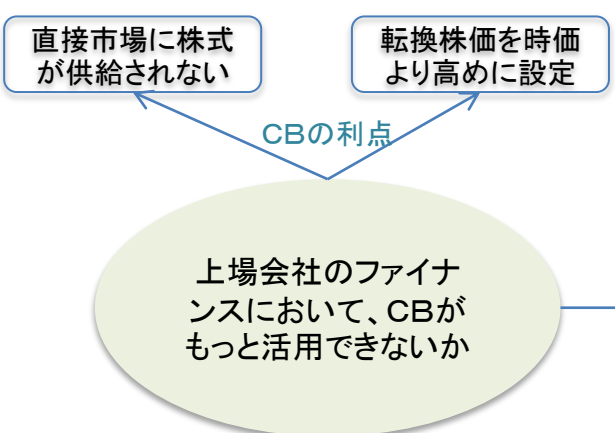 直接市場に株式
が供給されない
転換株価を時価
より高めに設定
ＣＢの利点
上場会社のファイナ
ンスにおいて、ＣＢが
もっと活用できないか